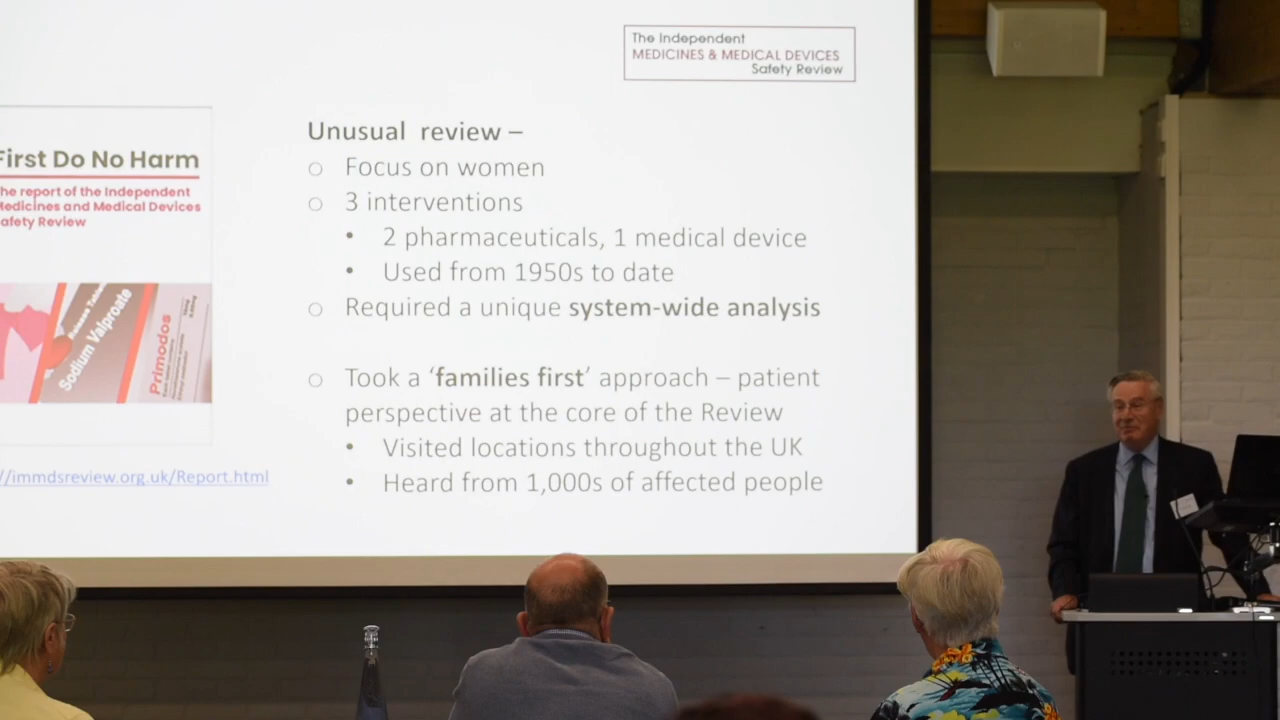 The Independent
MEDICINES & MEDICAL DEVICES
Safety Review
First Do No Harm
The report of the Independent
Medicines and Medical Devices
Safety Review
Sodium Valproate
Primodos
//immdsreview.org.uk/Report.html
Unusual review –
○ Focus on women
○ 3 interventions
• 2 pharmaceuticals, 1 medical device
• Used from 1950s to date
○ Required a unique system-wide analysis
○ Took a ‘families first’ approach – patient
perspective at the core of the Review
• Visited locations throughout the UK
• Heard from 1,000s of affected people